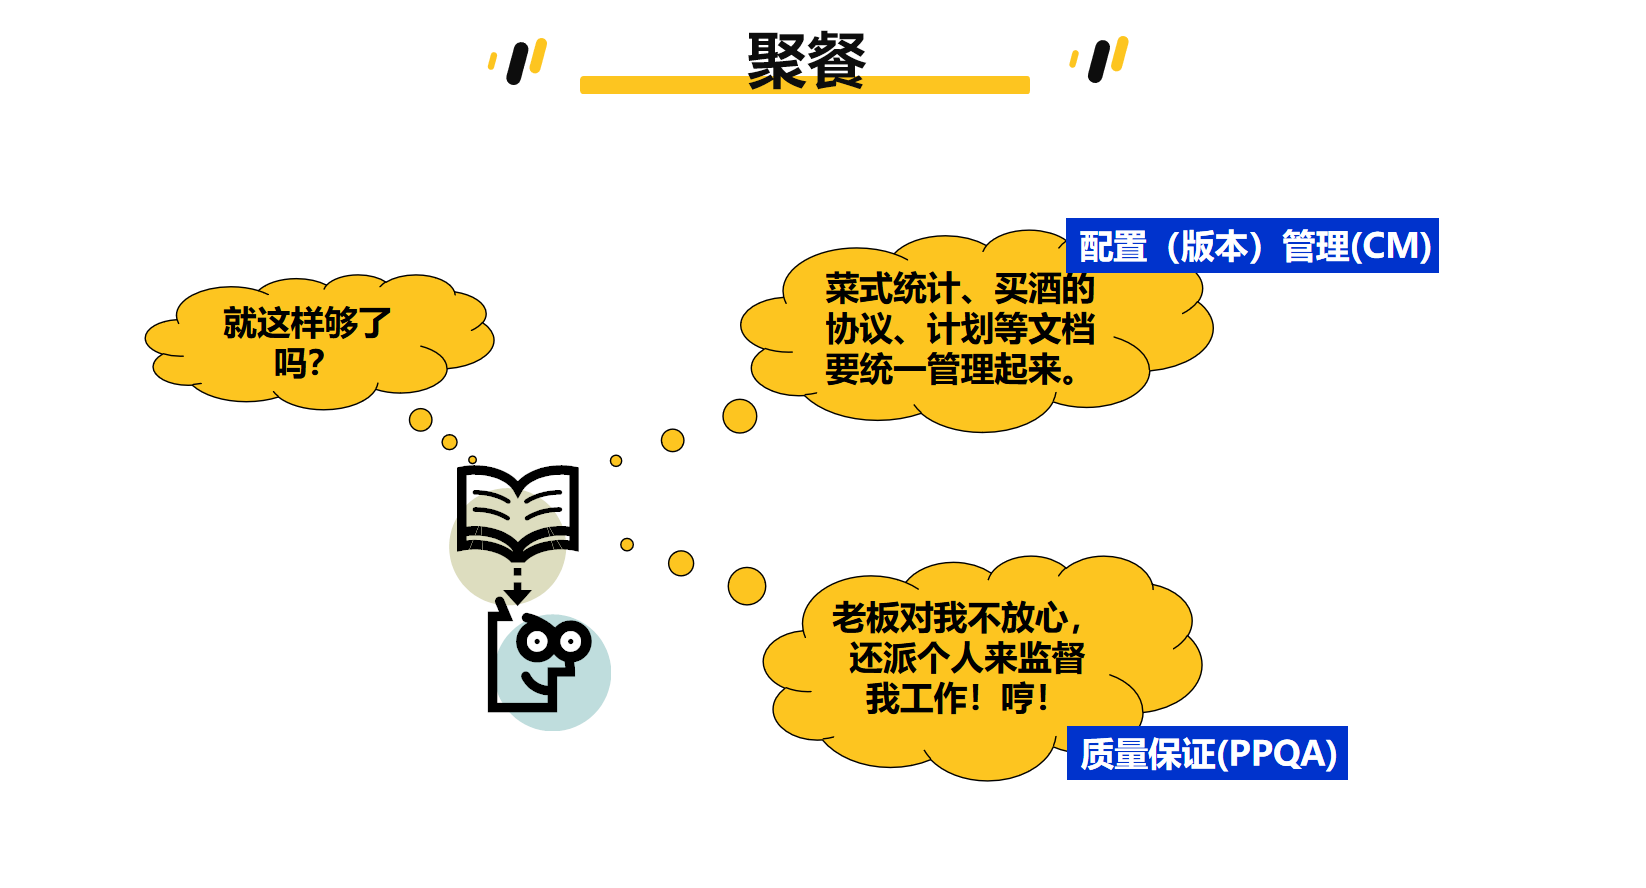 聚餐
就这样够了
吗？
配置（版本）管理(CM)
菜式统计、买酒的
协议、计划等文档
要统一管理起来。
老板对我不放心，
还派个人来监督
我工作！哼！
质量保证(PPQA)